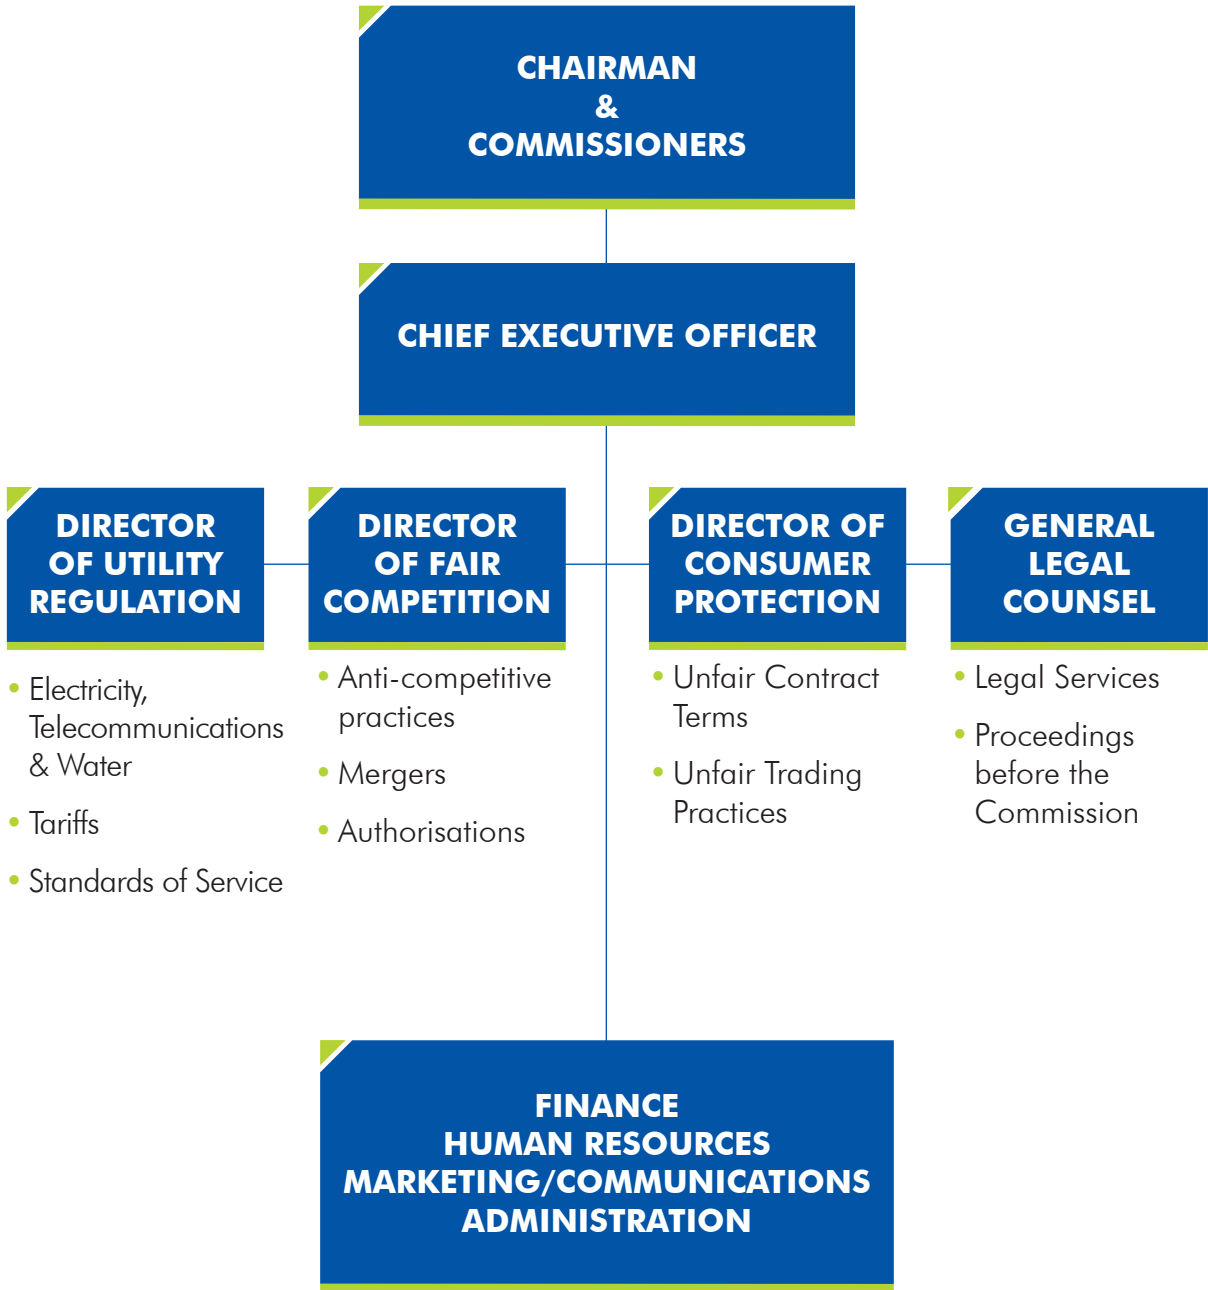 CHAIRMAN
&
COMMISSIONERS
CHIEF EXECUTIVE OFFICER
DIRECTOR
OF UTILITY
REGULATION
• Electricity,
Telecommunications
& Water
• Tariffs
• Standards of Service
DIRECTOR
OF FAIR
COMPETITION
• Anti-competitive
practices
• Mergers
• Authorisations
DIRECTOR OF
CONSUMER
PROTECTION
• Unfair Contract
Terms
• Unfair Trading
Practices
GENERAL
LEGAL
COUNSEL
• Legal Services
• Proceedings
before the
Commission
FINANCE
HUMAN RESOURCES
MARKETING/COMMUNICATIONS
ADMINISTRATION